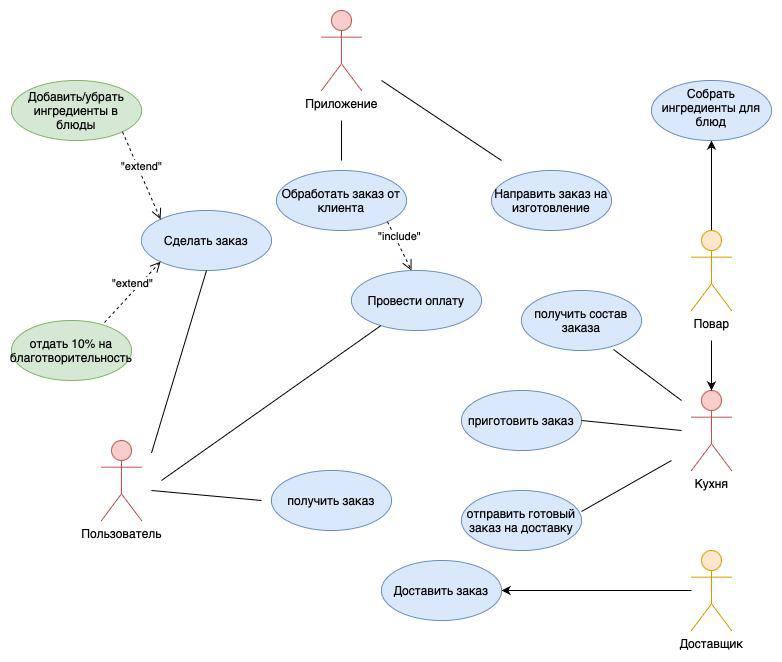 Приложение
Добавить/убрать
ингредиенты в
блюды
Собрать
ингредиенты для
блюд
"extend"
Обработать заказ от
клиента
Направить заказ на
изготовление
Сделать заказ
"include"
"extend"
Провести оплату
Повар
получить состав
заказа
отдать 10% на
благотворительность
приготовить заказ
Кухня
Пользователь
получить заказ
отправить готовый
заказ на доставку
Доставить заказ
Доставщик